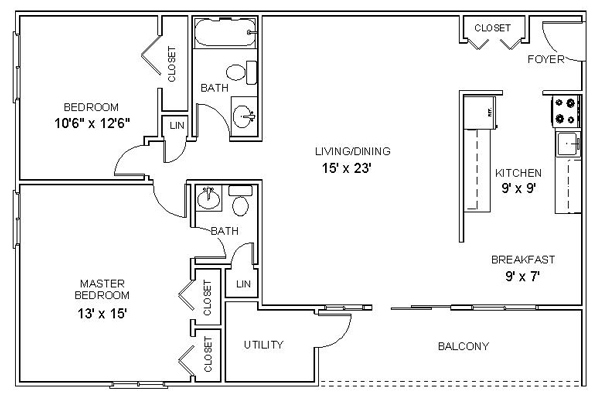 CLOSET
CLOSET
FOYER
BATH
BEDROOM
10'6" x 12'6"
LIN
LIVING/DINING
15' x 23'
KITCHEN
9' x 9'
BATH
BREAKFAST
9' x 7'
MASTER
BEDROOM
13' x 15'
CLOSET
LIN
CLOSET
UTILITY
BALCONY